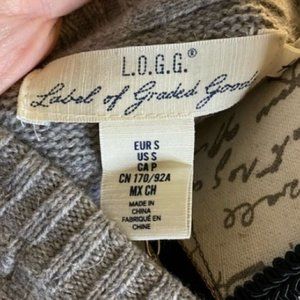 L.O.G.G.®
Label of Graded Goods
EUR S
US S
CA P
CN 170/92A
MX CH
MADE IN
CHINA
FABRIQUÉ EN
CHINE